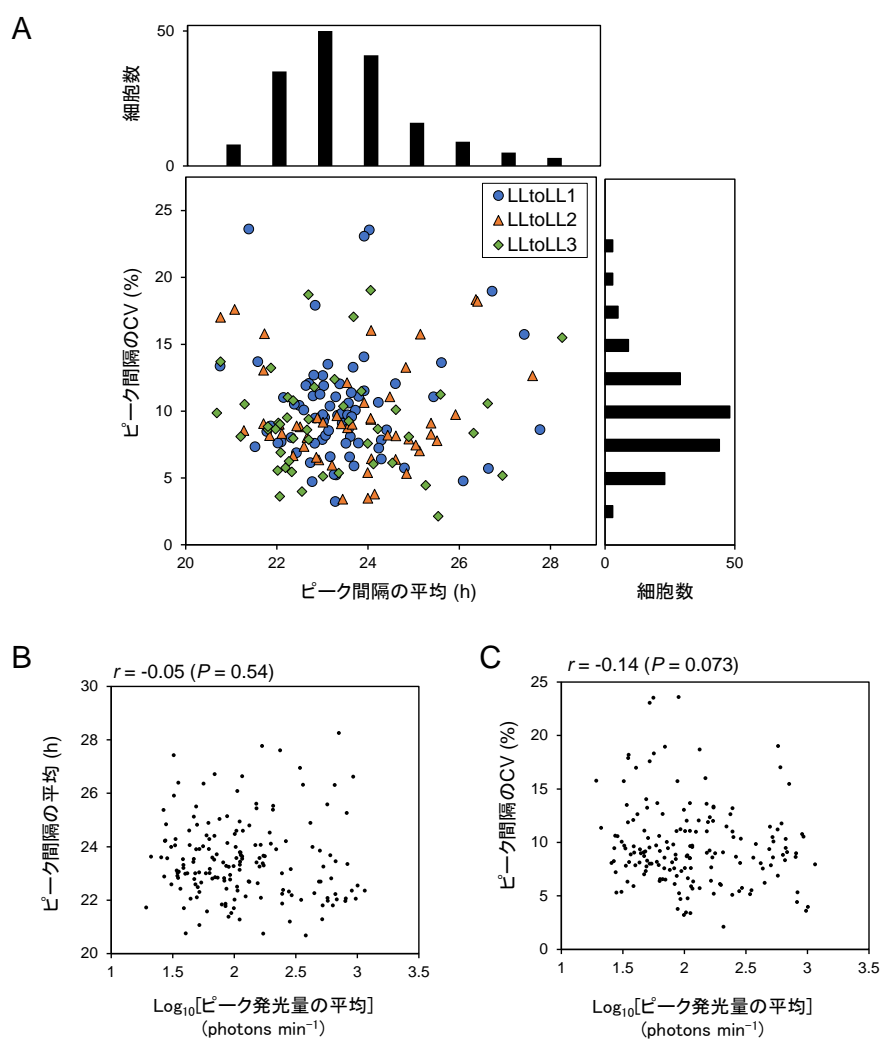 A
50
0
細胞数
LLtoLL1
LLtoLL2
LLtoLL3
25
20
15
10
5
0
ピーク間隔のCV (%)
20 22 24 26 28
ピーク間隔の平均 (h)
0 50
細胞数
B
r = -0.05 (P = 0.54)
30
28
26
24
22
20
ピーク間隔の平均 (h)
1 1.5 2 2.5 3 3.5
Log₁₀[ピーク発光量の平均]
(photons min⁻¹)
C
r = -0.14 (P = 0.073)
25
20
15
10
5
0
ピーク間隔のCV (%)
1 1.5 2 2.5 3 3.5
Log₁₀[ピーク発光量の平均]
(photons min⁻¹)